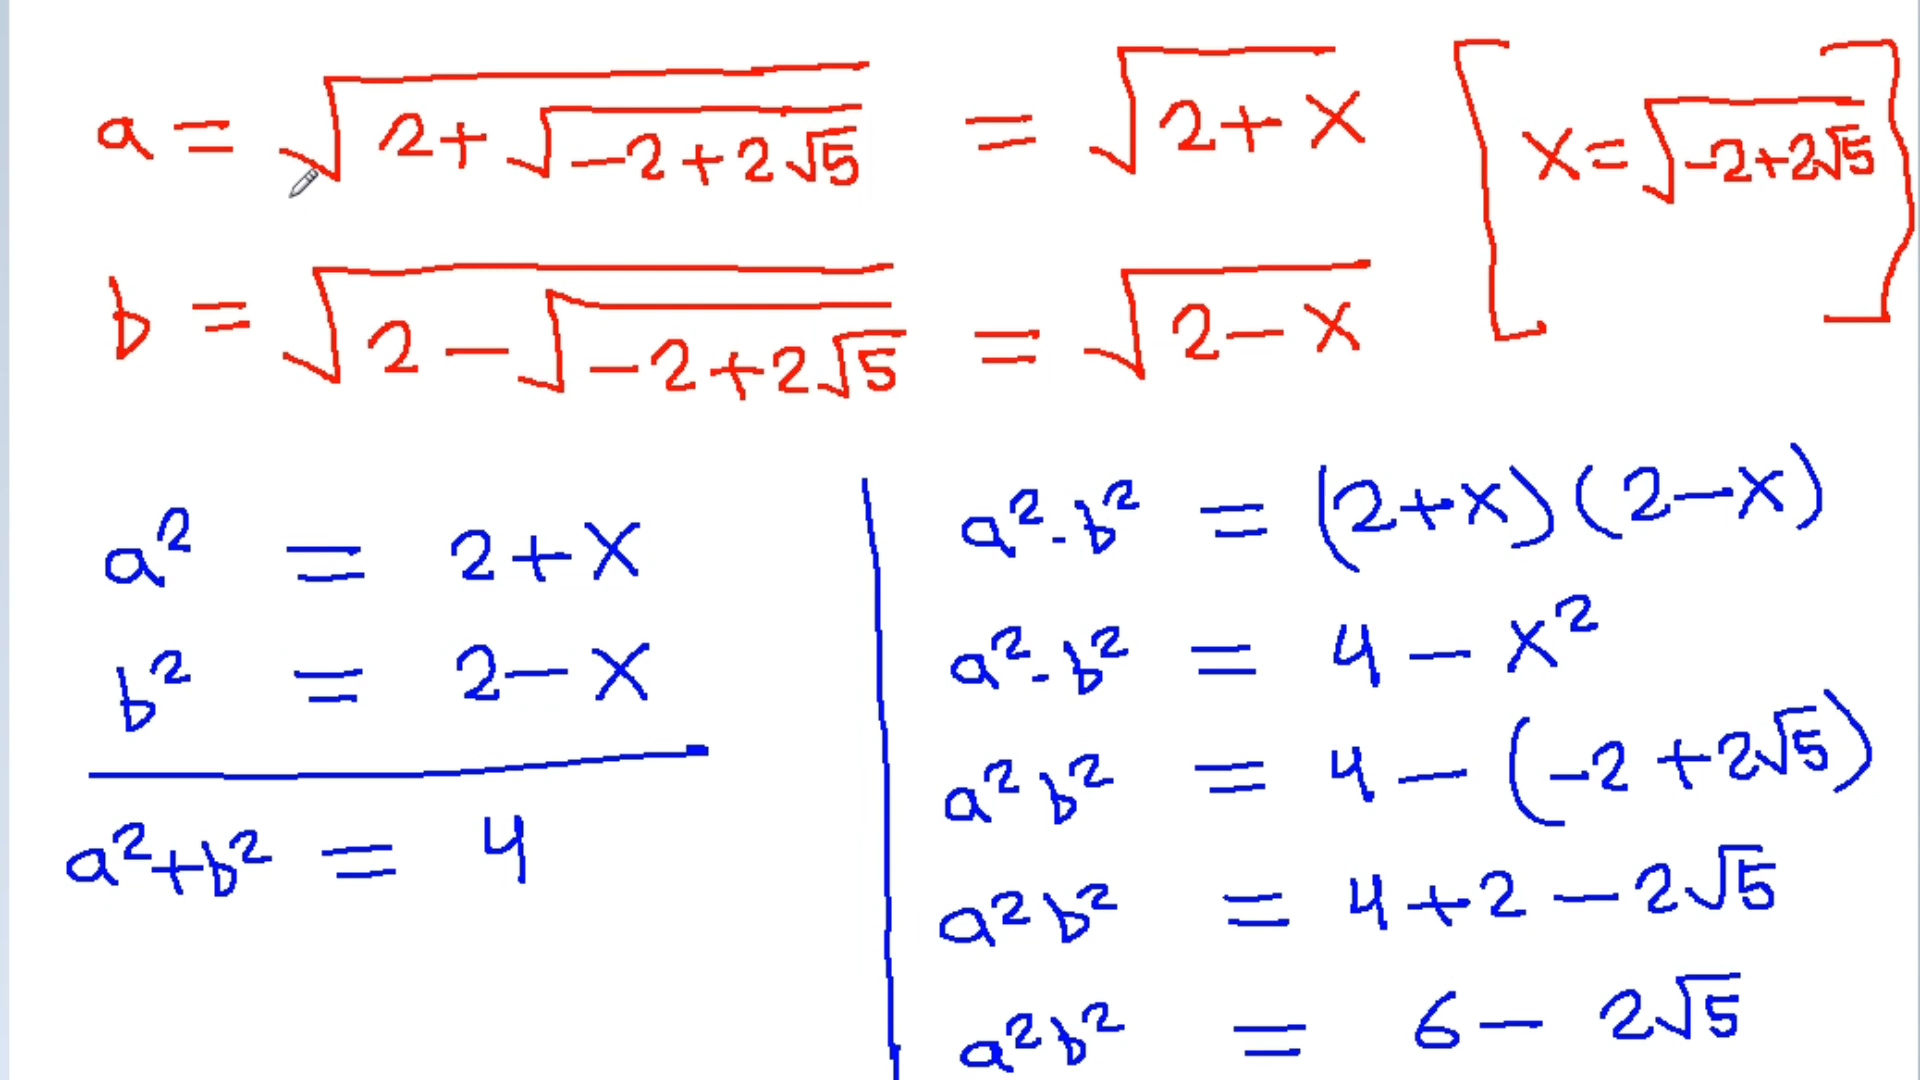 a = √(2+√(-2+2√5)) = √(2+x) [x=√(-2+2√5)]
b = √(2-√(-2+2√5)) = √(2-x)
a² = 2+x
b² = 2-x
a²+b² = 4
a².b² = (2+x)(2-x)
a².b² = 4-x²
a²b² = 4-(-2+2√5)
a²b² = 4+2-2√5
a²b² = 6-2√5